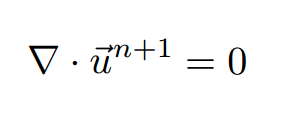 ∇ · u⃗ⁿ⁺¹ = 0